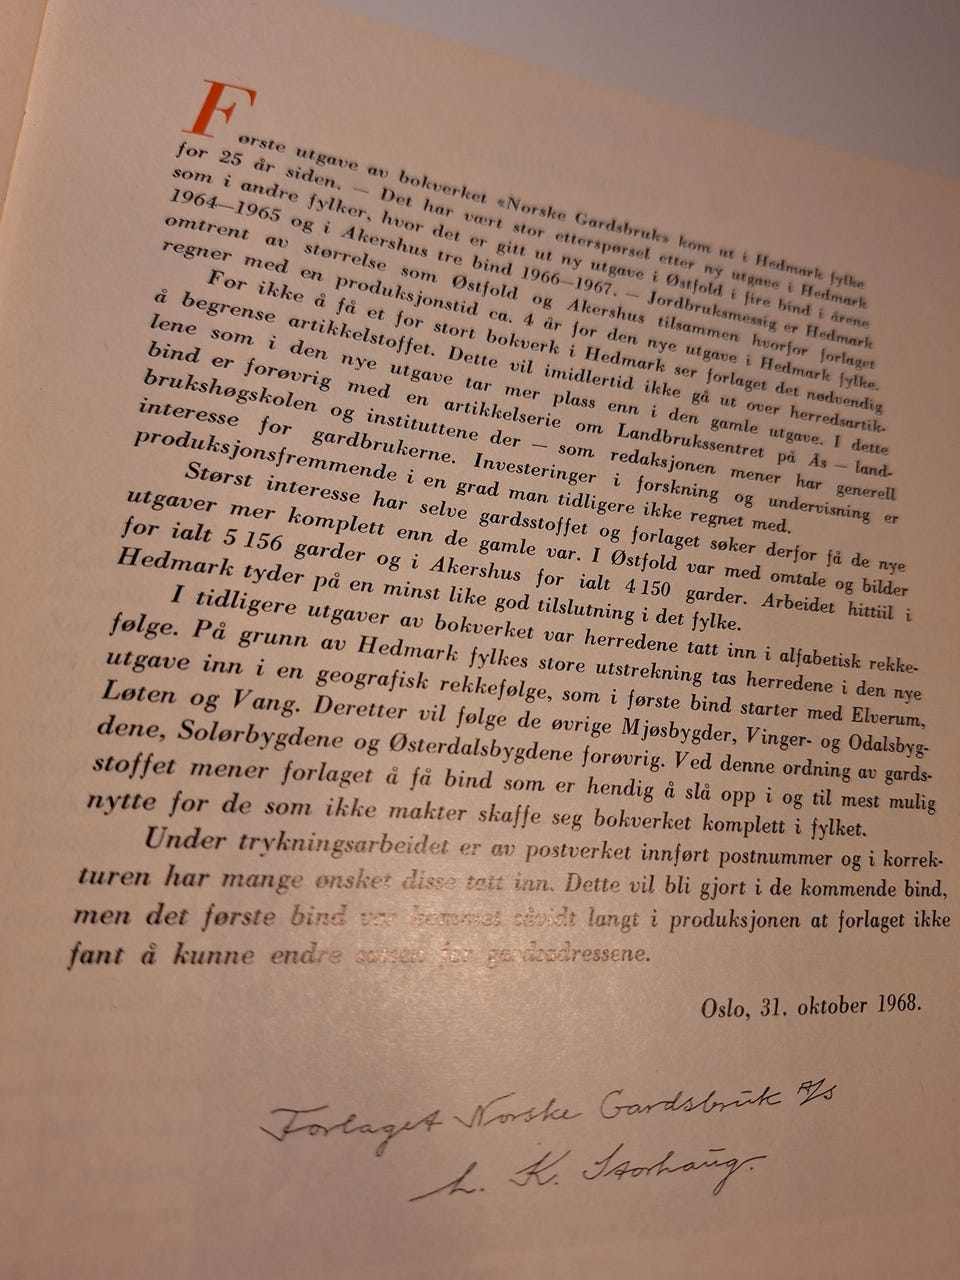 Første utgave av bokverket «Norske Gardsbruk» kom ut i Hedmark fylke
for 25 år siden. — Det har vært stor etterspørsel etter ny utgave i Hedmark
som i andre fylker, hvor det er gitt ut ny utgave i Østfold i fire bind i årene
1964—1965 og i Akershus tre bind 1966—1967. — Jordbruksmessig er Hedmark
omtrent av størrelse som Østfold og Akershus tilsammen hvorfor forlaget
regner med en produksjonstid ca. 4 år for den nye utgave i Hedmark fylke.
For ikke å få et for stort bokverk i Hedmark ser forlaget det nødvendig
å begrense artikkelstoffet. Dette vil imidlertid ikke gå ut over herredsartik-
lene som i den nye utgave tar mer plass enn i den gamle utgave. I dette
bind er forøvrig med en artikkelserie om Landbrukssentret på Ås — land-
brukshøgskolen og instituttene der — som redaksjonen mener har generell
interesse for gardbrukerne. Investeringer i forskning og undervisning er
produksjonsfremmende i en grad man tidligere ikke regnet med.
Størst interesse har selve gardsstoffet og forlaget søker derfor få de nye
utgaver mer komplett enn de gamle var. I Østfold var med omtale og bilder
for ialt 5 156 garder og i Akershus for ialt 4 150 garder. Arbeidet hittiil i
Hedmark tyder på en minst like god tilslutning i det fylke.
I tidligere utgaver av bokverket var herredene tatt inn i alfabetisk rekke-
følge. På grunn av Hedmark fylkes store utstrekning tas herredene i den nye
utgave inn i en geografisk rekkefølge, som i første bind starter med Elverum,
Løten og Vang. Deretter vil følge de øvrige Mjøsbygder, Vinger- og Odalsbyg-
dene, Solørbygdene og Østerdalsbygdene forøvrig. Ved denne ordning av gards-
stoffet mener forlaget å få bind som er hendig å slå opp i og til mest mulig
nytte for de som ikke makter skaffe seg bokverket komplett i fylket.
Under trykningsarbeidet er av postverket innført postnummer og i korrek-
turen har mange ønsket disse tatt inn. Dette vil bli gjort i de kommende bind,
men det første bind var kommet såvidt langt i produksjonen at forlaget ikke
fant å kunne endre satsen for gardsadressene.
Oslo, 31. oktober 1968.
Forlaget Norske Gardsbruk A/s
L. K. Storhaug.